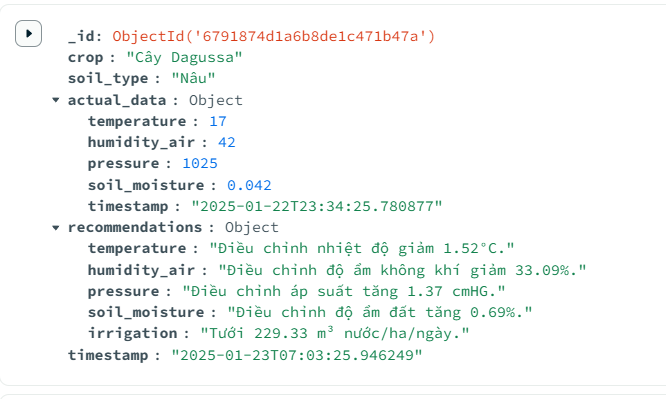 _id: ObjectId('6791874d1a6b8de1c471b47a')
crop : "Cây Dagussa"
soil_type : "Nâu"
actual_data : Object
temperature : 17
humidity_air : 42
pressure : 1025
soil_moisture : 0.042
timestamp : "2025-01-22T23:34:25.780877"
recommendations : Object
temperature : "Điều chỉnh nhiệt độ giảm 1.52°C."
humidity_air : "Điều chỉnh độ ẩm không khí giảm 33.09%."
pressure : "Điều chỉnh áp suất tăng 1.37 cmHG."
soil_moisture : "Điều chỉnh độ ẩm đất tăng 0.69%."
irrigation : "Tưới 229.33 m³ nước/ha/ngày."
timestamp : "2025-01-23T07:03:25.946249"